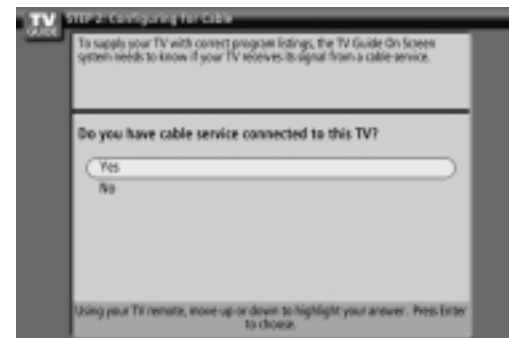 TV
GUIDE
STEP 2: Configuring for Cable
To supply your TV with correct program listings, the TV Guide On Screen
system needs to know if your TV receives its signal from a cable service.
Do you have cable service connected to this TV?
Yes
No
Using your TV remote, move up or down to highlight your answer. Press Enter
to choose.